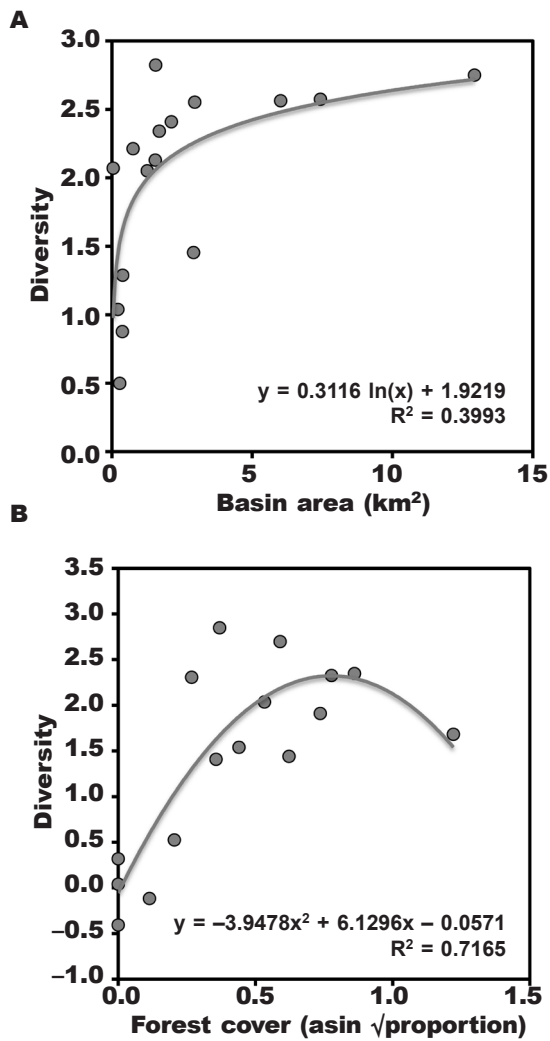 A
3.0
2.5
2.0
1.5
1.0
0.5
0.0
Diversity
y = 0.3116 ln(x) + 1.9219
R² = 0.3993
0 5 10 15
Basin area (km²)
B
3.5
3.0
2.5
2.0
1.5
1.0
0.5
0.0
–0.5
–1.0
Diversity
y = –3.9478x² + 6.1296x – 0.0571
R² = 0.7165
0.0 0.5 1.0 1.5
Forest cover (asin √proportion)